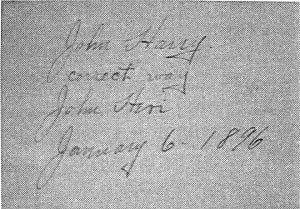 John Harry.
correct way
John Heri
January 6 - 1896